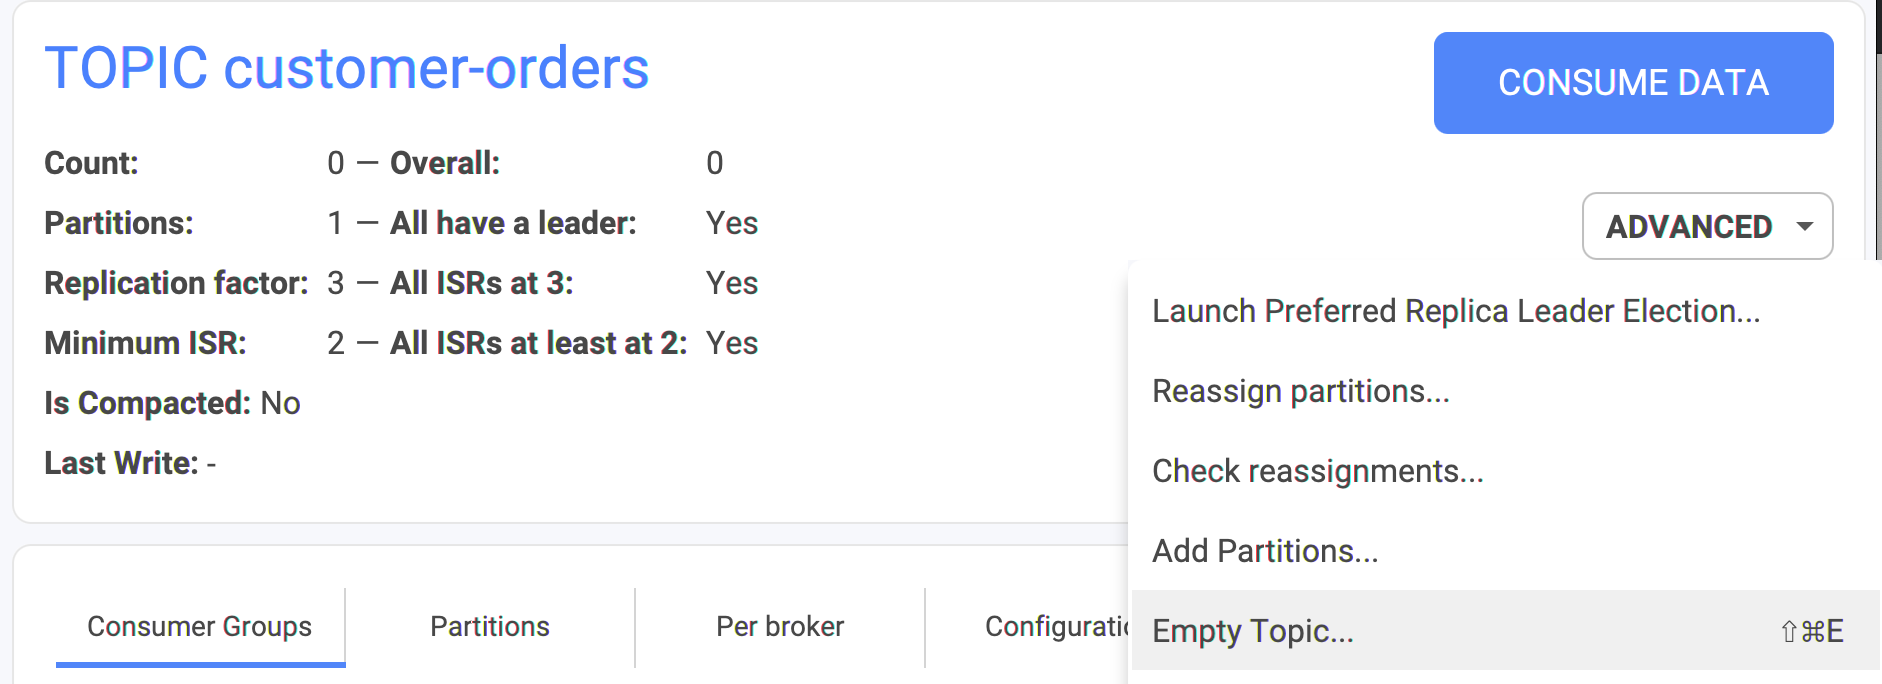 TOPIC customer-orders
CONSUME DATA
Count: 0 — Overall: 0
Partitions: 1 — All have a leader: Yes
ADVANCED
Replication factor: 3 — All ISRs at 3: Yes
Minimum ISR: 2 — All ISRs at least at 2: Yes
Is Compacted: No
Last Write: -
Launch Preferred Replica Leader Election...
Reassign partitions...
Check reassignments...
Add Partitions...
Empty Topic... ⇧⌘E
Consumer Groups
Partitions
Per broker